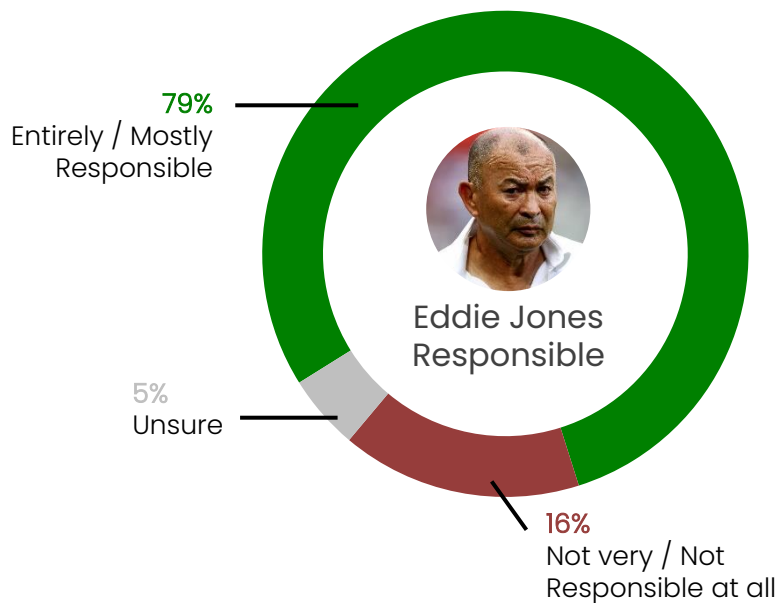 79%
Entirely / Mostly
Responsible
Eddie Jones
Responsible
5%
Unsure
16%
Not very / Not
Responsible at all